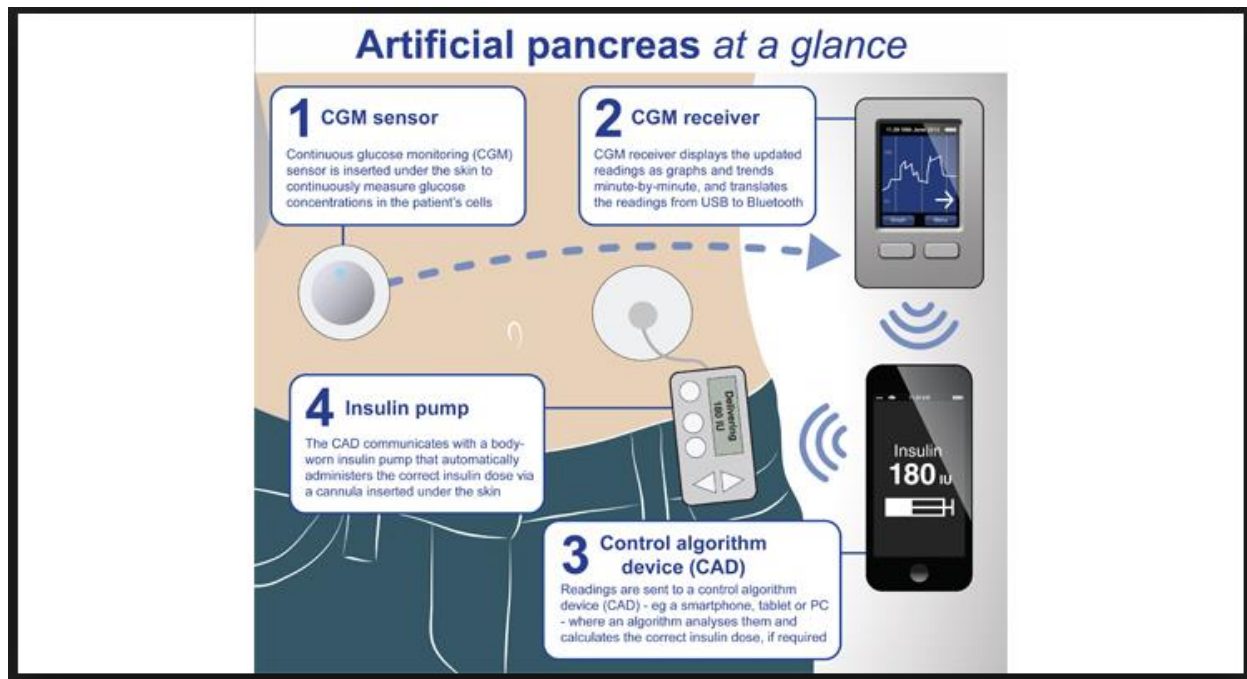 Artificial pancreas at a glance
1 CGM sensor
Continuous glucose monitoring (CGM)
sensor is inserted under the skin to
continuously measure glucose
concentrations in the patient's cells
2 CGM receiver
CGM receiver displays the updated
readings as graphs and trends
minute-by-minute, and translates
the readings from USB to Bluetooth
Graph Menu
4 Insulin pump
The CAD communicates with a body-
worn insulin pump that automatically
administers the correct insulin dose via
a cannula inserted under the skin
Delivering
180 IU
Insulin
180 IU
3 Control algorithm
device (CAD)
Readings are sent to a control algorithm
device (CAD) - eg a smartphone, tablet or PC
- where an algorithm analyses them and
calculates the correct insulin dose, if required